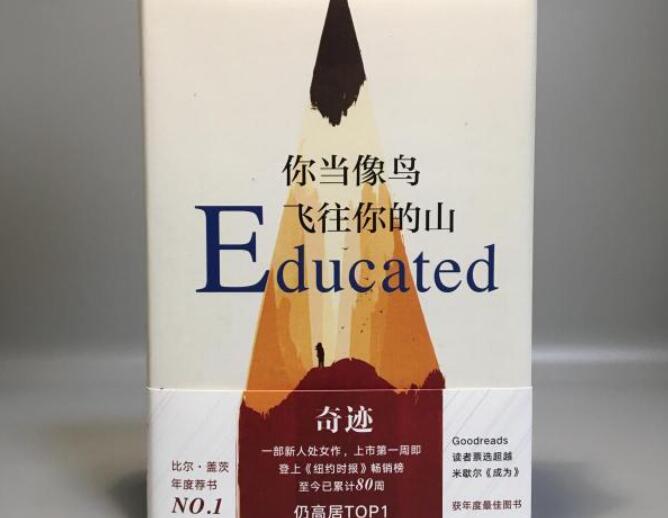 你当像鸟
飞往你的山
Educated
奇迹
一部新人处女作，上市第一周即
登上《纽约时报》畅销榜
至今已累计80周
仍高居TOP1
比尔·盖茨
年度荐书
NO.1
Goodreads
读者票选超越
米歇尔《成为》
获年度最佳图书